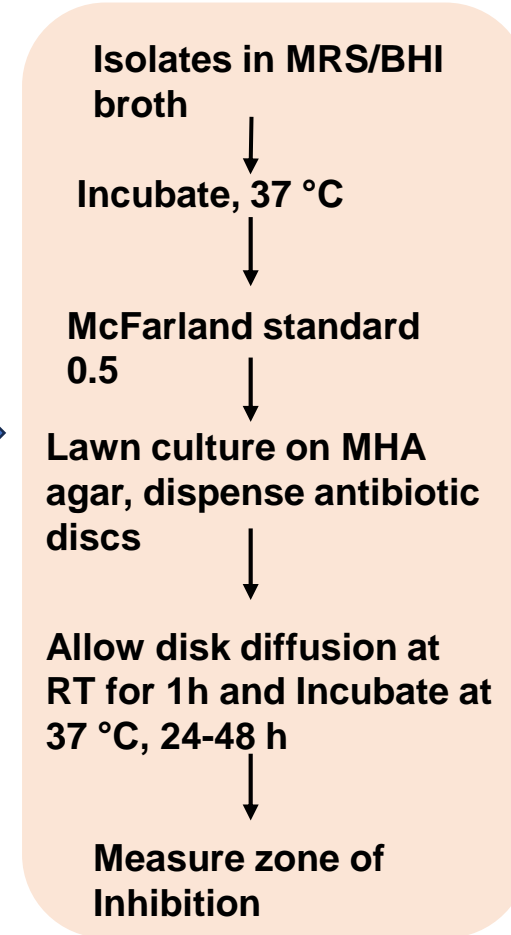 Isolates in MRS/BHI
broth
Incubate, 37 °C
McFarland standard
0.5
Lawn culture on MHA
agar, dispense antibiotic
discs
Allow disk diffusion at
RT for 1h and Incubate at
37 °C, 24-48 h
Measure zone of
Inhibition